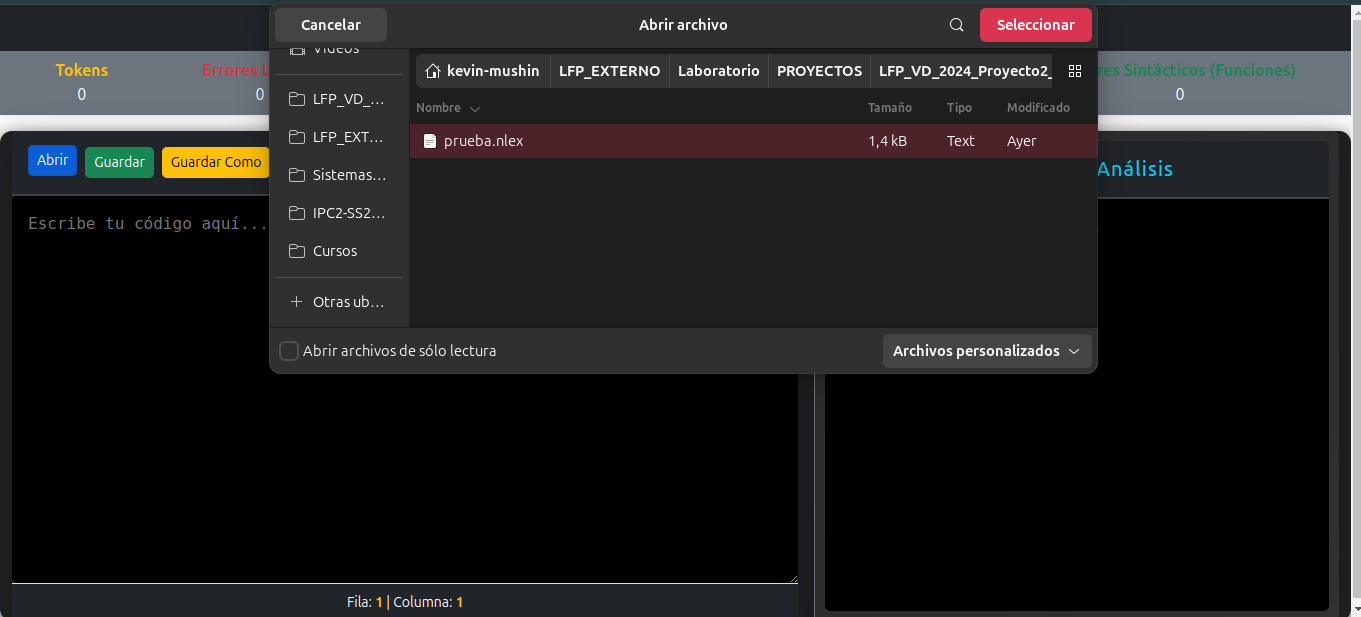 Cancelar
Abrir archivo
Seleccionar
Vídeos
LFP_VD_...
LFP_EXT...
Sistemas...
IPC2-SS2...
Cursos
Otras ub...
kevin-mushin
LFP_EXTERNO
Laboratorio
PROYECTOS
LFP_VD_2024_Proyecto2_
Nombre
Tamaño
Tipo
Modificado
prueba.nlex
1,4 kB
Text
Ayer
Abrir archivos de sólo lectura
Archivos personalizados
Tokens
0
Errores L
0
res Sintácticos (Funciones)
0
Abrir
Guardar
Guardar Como
Escribe tu código aquí...
Análisis
Fila: 1 | Columna: 1